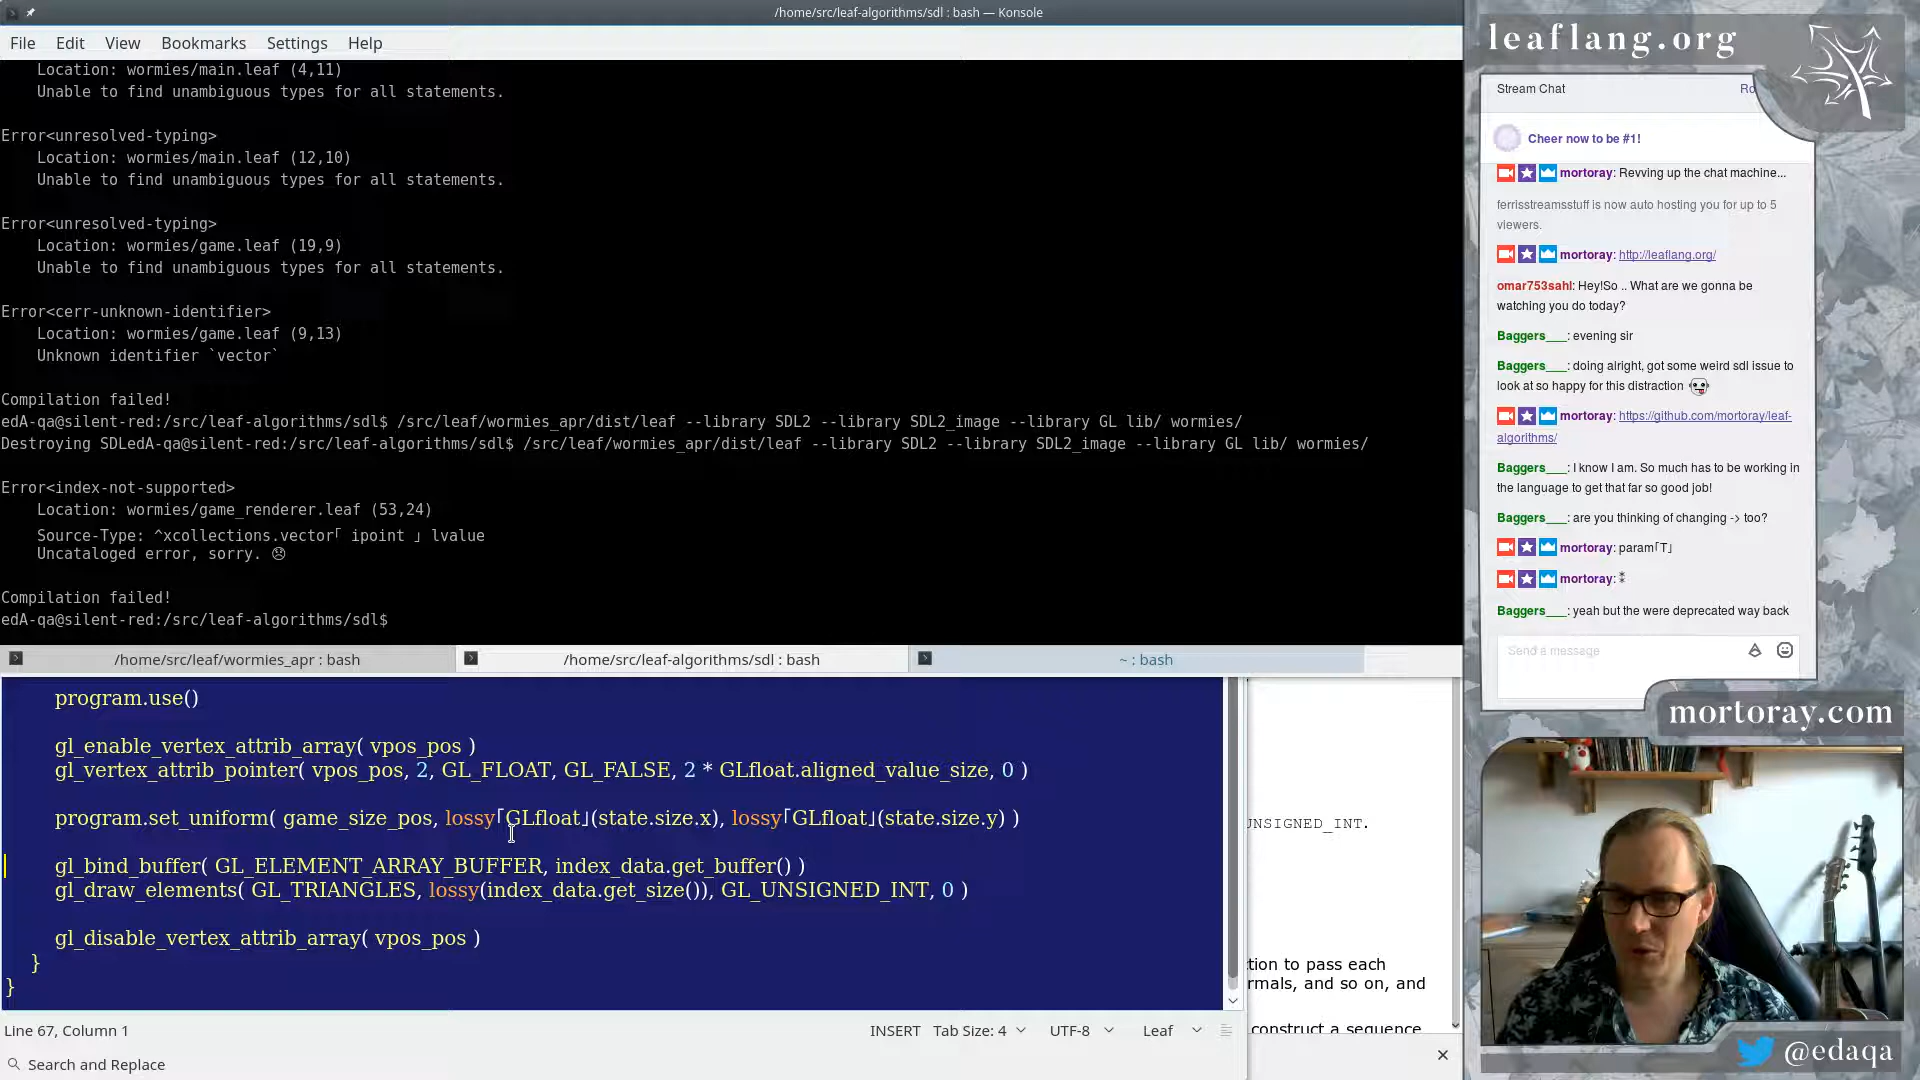 /home/src/leaf-algorithms/sdl : bash — Konsole
File Edit View Bookmarks Settings Help
Location: wormies/main.leaf (4,11)
Unable to find unambiguous types for all statements.
Error<unresolved-typing>
Location: wormies/main.leaf (12,10)
Unable to find unambiguous types for all statements.
Error<unresolved-typing>
Location: wormies/game.leaf (19,9)
Unable to find unambiguous types for all statements.
Error<cerr-unknown-identifier>
Location: wormies/game.leaf (9,13)
Unknown identifier `vector`
Compilation failed!
edA-qa@silent-red:/src/leaf-algorithms/sdl$ /src/leaf/wormies_apr/dist/leaf --library SDL2 --library SDL2_image --library GL lib/ wormies/
Destroying SDLedA-qa@silent-red:/src/leaf-algorithms/sdl$ /src/leaf/wormies_apr/dist/leaf --library SDL2 --library SDL2_image --library GL lib/ wormies/
Error<index-not-supported>
Location: wormies/game_renderer.leaf (53,24)
Source-Type: ^xcollections.vector「 ipoint 」 lvalue
Uncataloged error, sorry. ☹
Compilation failed!
edA-qa@silent-red:/src/leaf-algorithms/sdl$
/home/src/leaf/wormies_apr : bash
/home/src/leaf-algorithms/sdl : bash
~ : bash
program.use()
gl_enable_vertex_attrib_array( vpos_pos )
gl_vertex_attrib_pointer( vpos_pos, 2, GL_FLOAT, GL_FALSE, 2 * GLfloat.aligned_value_size, 0 )
program.set_uniform( game_size_pos, lossy「GLfloat」(state.size.x), lossy「GLfloat」(state.size.y) )
gl_bind_buffer( GL_ELEMENT_ARRAY_BUFFER, index_data.get_buffer() )
gl_draw_elements( GL_TRIANGLES, lossy(index_data.get_size()), GL_UNSIGNED_INT, 0 )
gl_disable_vertex_attrib_array( vpos_pos )
}
}
Line 67, Column 1
INSERT Tab Size: 4 UTF-8 Leaf
Search and Replace
UNSIGNED_INT.
ction to pass each
rmals, and so on, and
construct a sequence
leaflang.org
Stream Chat
Ro
Cheer now to be #1!
mortoray: Revving up the chat machine...
ferrisstreamsstuff is now auto hosting you for up to 5
viewers.
mortoray: http://leaflang.org/
omar753sahl: Hey!So .. What are we gonna be
watching you do today?
Baggers___: evening sir
Baggers___: doing alright, got some weird sdl issue to
look at so happy for this distraction
mortoray: https://github.com/mortoray/leaf-
algorithms/
Baggers___: I know I am. So much has to be working in
the language to get that far so good job!
Baggers___: are you thinking of changing -> too?
mortoray: param「T」
mortoray: ⁑
Baggers___: yeah but the were deprecated way back
Send a message
mortoray.com
@edaqa